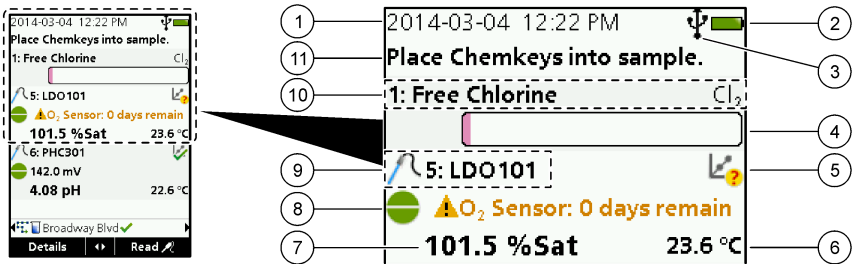 2014-03-04 12:22 PM
Place Chemkeys into sample.
1: Free Chlorine Cl₂
5: LDO101
O₂ Sensor: 0 days remain
101.5 %Sat 23.6 °C
6: PHC301
142.0 mV
4.08 pH 22.6 °C
Broadway Blvd
Details Read
1 2014-03-04 12:22 PM 2
3
11 Place Chemkeys into sample.
10 1: Free Chlorine Cl₂
4
9 5: LDO101 ? 5
8 O₂ Sensor: 0 days remain
7 101.5 %Sat 23.6 °C 6